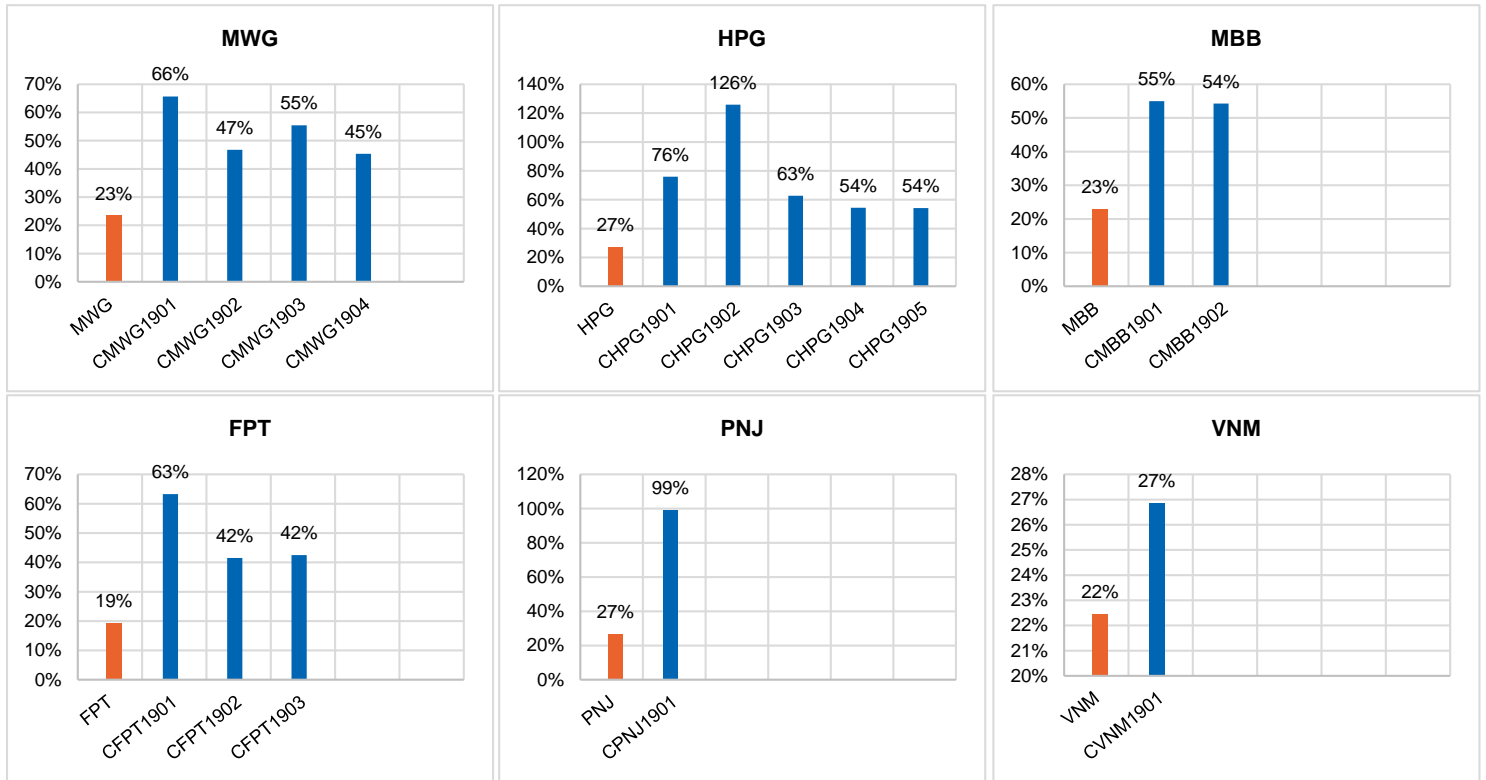 MWG
70%
60%
50%
40%
30%
20%
10%
0%
23%
66%
47%
55%
45%
MWG
CMWG1901
CMWG1902
CMWG1903
CMWG1904
HPG
140%
120%
100%
80%
60%
40%
20%
0%
27%
76%
126%
63%
54%
54%
HPG
CHPG1901
CHPG1902
CHPG1903
CHPG1904
CHPG1905
MBB
60%
50%
40%
30%
20%
10%
0%
23%
55%
54%
MBB
CMBB1901
CMBB1902
FPT
70%
60%
50%
40%
30%
20%
10%
0%
19%
63%
42%
42%
FPT
CFPT1901
CFPT1902
CFPT1903
PNJ
120%
100%
80%
60%
40%
20%
0%
27%
99%
PNJ
CPNJ1901
VNM
28%
27%
26%
25%
24%
23%
22%
21%
20%
22%
27%
VNM
CVNM1901